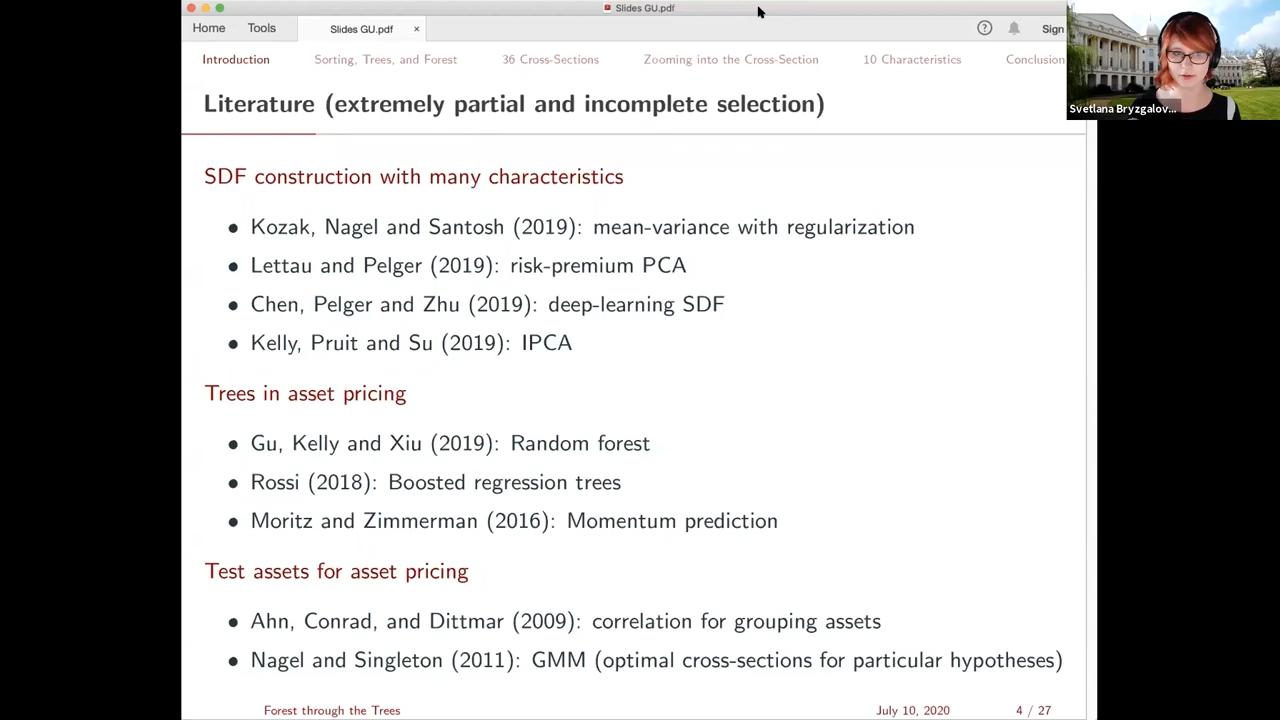 Slides GU.pdf
Home Tools Slides GU.pdf × Sign
Introduction Sorting, Trees, and Forest 36 Cross-Sections Zooming into the Cross-Section 10 Characteristics Conclusion
Svetlana Bryzgalov...
Literature (extremely partial and incomplete selection)
SDF construction with many characteristics
• Kozak, Nagel and Santosh (2019): mean-variance with regularization
• Lettau and Pelger (2019): risk-premium PCA
• Chen, Pelger and Zhu (2019): deep-learning SDF
• Kelly, Pruit and Su (2019): IPCA
Trees in asset pricing
• Gu, Kelly and Xiu (2019): Random forest
• Rossi (2018): Boosted regression trees
• Moritz and Zimmerman (2016): Momentum prediction
Test assets for asset pricing
• Ahn, Conrad, and Dittmar (2009): correlation for grouping assets
• Nagel and Singleton (2011): GMM (optimal cross-sections for particular hypotheses)
Forest through the Trees July 10, 2020 4 / 27